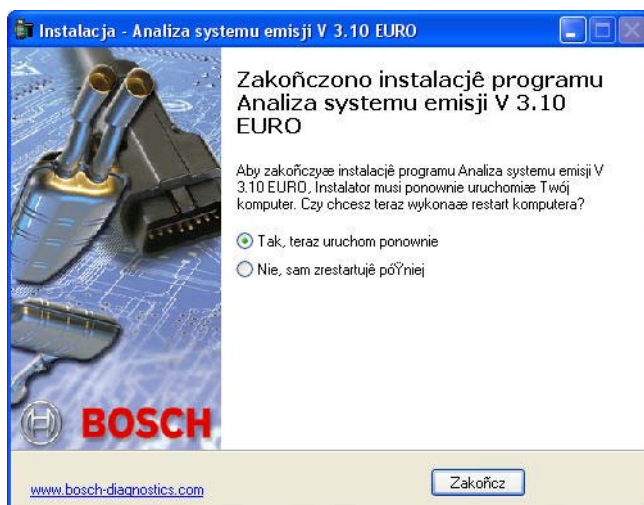 Instalacja - Analiza systemu emisji V 3.10 EURO
Zakoñczono instalacjê programu
Analiza systemu emisji V 3.10
EURO
Aby zakoñczyæ instalacjê programu Analiza systemu emisji V
3.10 EURO, Instalator musi ponownie uruchomiæ Twój
komputer. Czy chcesz teraz wykonaæ restart komputera?
Tak, teraz uruchom ponownie
Nie, sam zrestartujê póŸniej
BOSCH
www.bosch-diagnostics.com
Zakoñcz